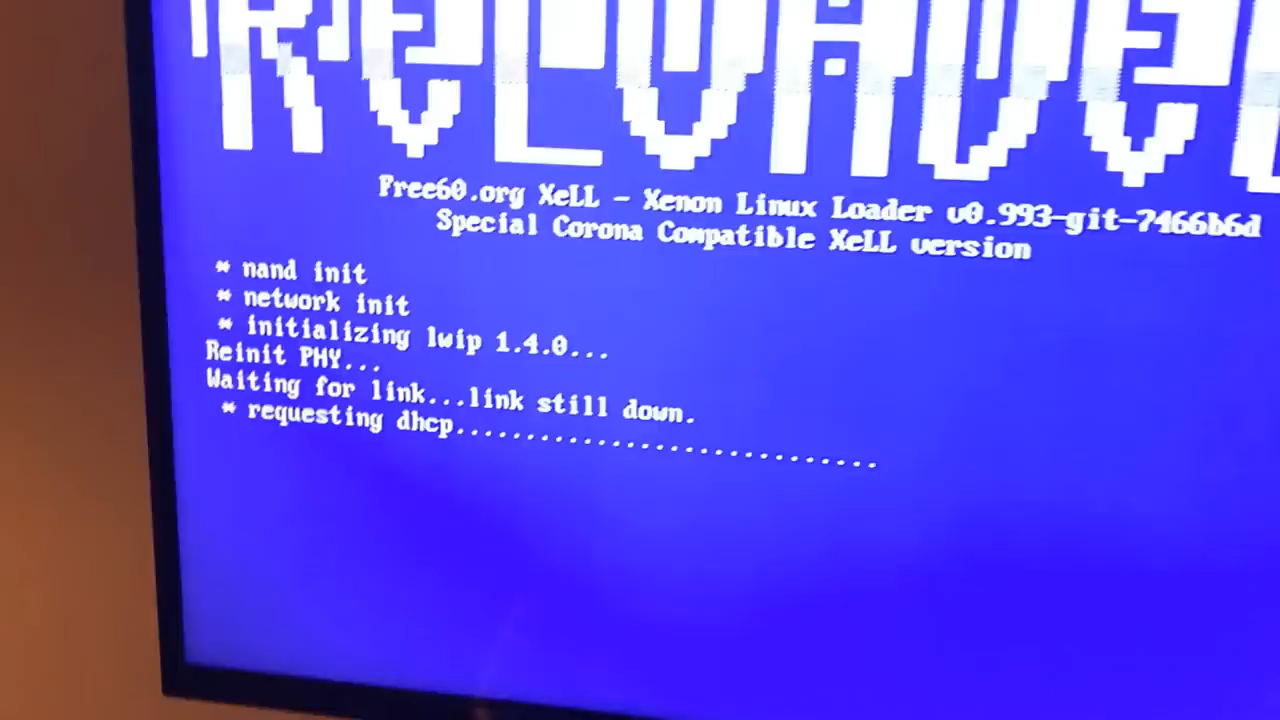 RELOADED
Free60.org XeLL - Xenon Linux Loader v0.993-git-7466b6d
Special Corona Compatible XeLL version
* nand init
* network init
* initializing lwip 1.4.0...
Reinit PHY...
Waiting for link...link still down.
* requesting dhcp..............................